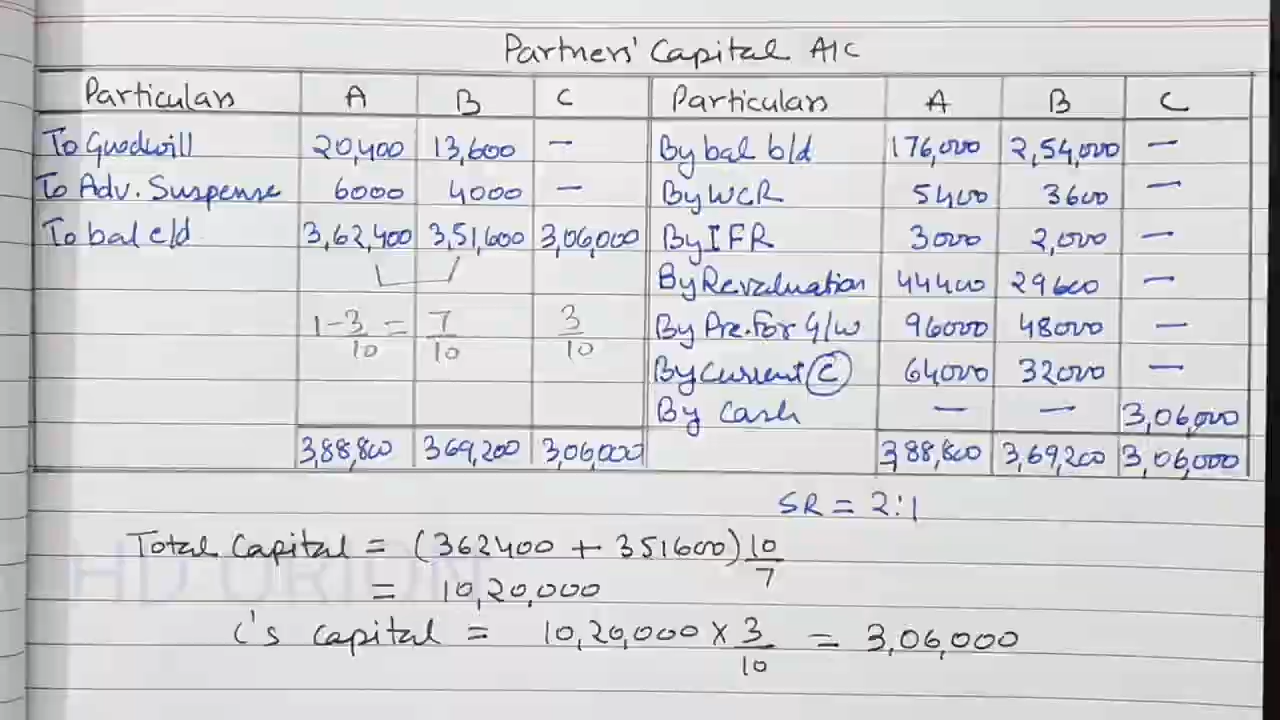 Partners' Capital A/C
Particulars A B C Particulars A B C
To Goodwill 20,400 13,600 — By bal b/d 176,000 2,54,000 —
To Adv. Suspense 6000 4000 — By WCR 5400 3600 —
To bal c/d 3,62,400 3,51,600 3,06,000 By IFR 3000 2,000 —
By Revaluation 44400 29600 —
1-3/10 = 7/10 3/10 By Pre. For G/W 96000 48000 —
By Current C 64000 32000 —
By Cash — — 3,06,000
3,88,800 369,200 3,06,000 388,800 3,69,200 3,06,000
SR = 2:1
Total Capital = (362400 + 351600) 10/7
= 10,20,000
C's capital = 10,20,000 × 3/10 = 3,06,000
HD ORION